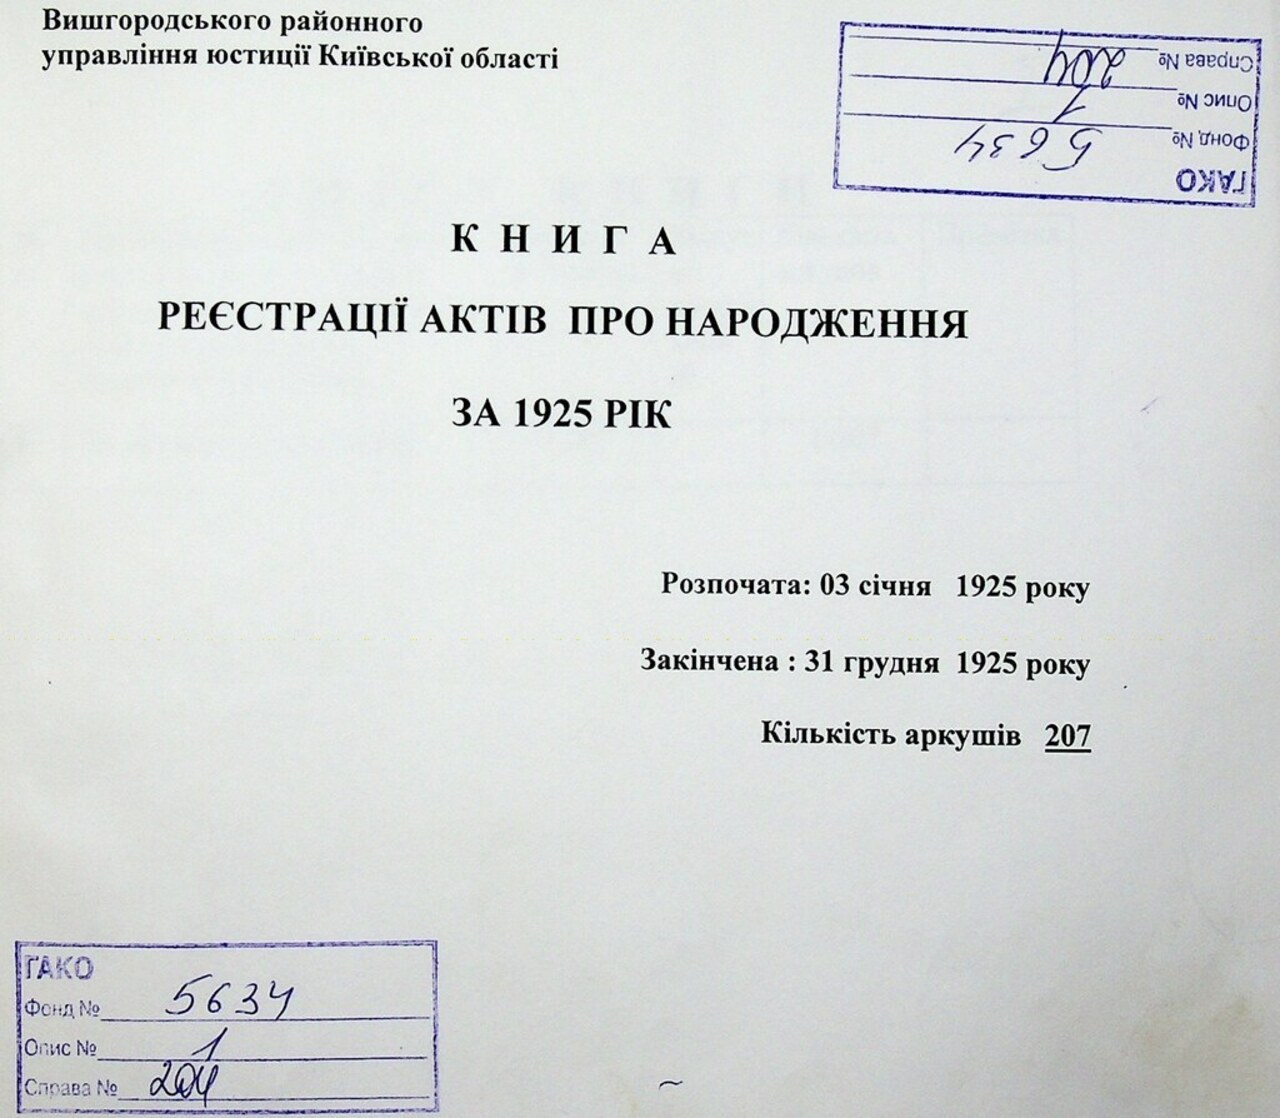 Вишгородського районного
управління юстиції Київської області
ГАКО
Фонд № 5634
Опис № 1
Справа № 204
К Н И Г А
РЕЄСТРАЦІЇ АКТІВ ПРО НАРОДЖЕННЯ
ЗА 1925 РІК
Розпочата: 03 січня 1925 року
Закінчена : 31 грудня 1925 року
Кількість аркушів 207
ГАКО
Фонд № 5634
Опис № 1
Справа № 204